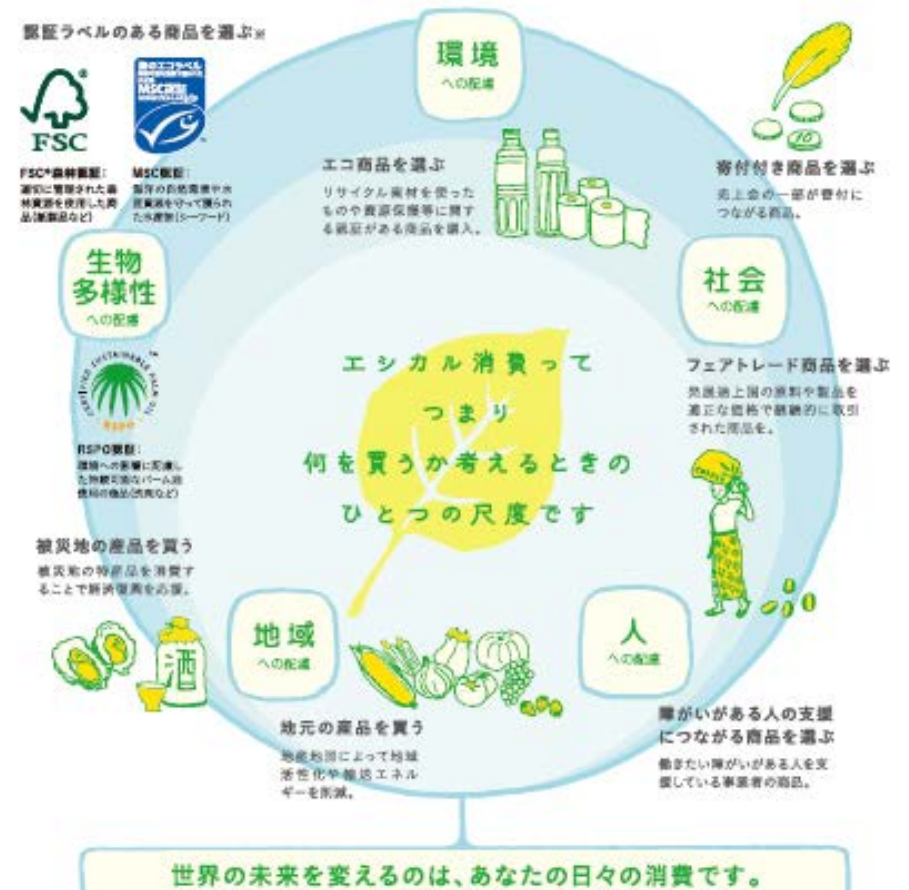 認証ラベルのある商品を選ぶ※
FSC
®
海のエコラベル
MSC認証
FSC®森林認証:
適切に管理された森
林資源を使用した商
品(紙製品など)
MSC認証:
海洋の自然環境や水
産資源を守って獲られ
た水産物(シーフード)
環境
への配慮
エコ商品を選ぶ
リサイクル素材を使った
ものや資源保護等に関す
る認証がある商品を購入。
10
寄付付き商品を選ぶ
売上金の一部が寄付に
つながる商品。
生物
多様性
への配慮
CERTIFIED SUSTAINABLE PALM OIL
RSPO
RSPO認証:
環境への影響に配慮し
た持続可能なパーム油
使用の商品(洗剤など)
社会
への配慮
フェアトレード商品を選ぶ
発展途上国の原料や製品を
適正な価格で継続的に取引
された商品を。
エシカル消費って
つまり
何を買うか考えるときの
ひとつの尺度です
被災地の産品を買う
被災地の特産品を消費す
ることで経済復興を応援。
酒
地域
への配慮
地元の産品を買う
地産地消によって地域
活性化や輸送エネル
ギーを削減。
人
への配慮
障がいがある人の支援
につながる商品を選ぶ
働きたい障がいがある人を支
援している事業者の商品。
世界の未来を変えるのは、あなたの日々の消費です。